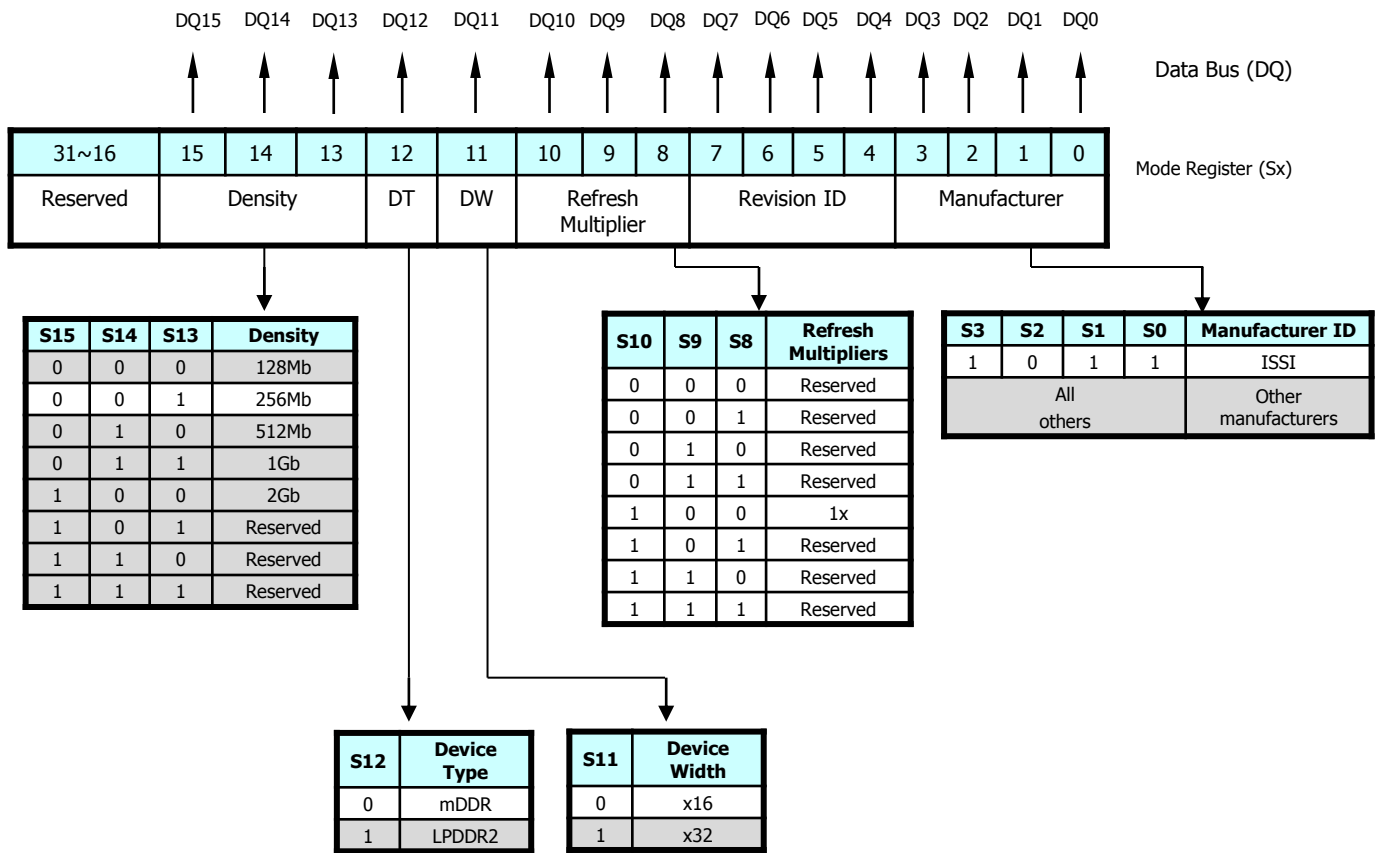 DQ15 DQ14 DQ13 DQ12 DQ11 DQ10 DQ9 DQ8 DQ7 DQ6 DQ5 DQ4 DQ3 DQ2 DQ1 DQ0
Data Bus (DQ)
31~16 15 14 13 12 11 10 9 8 7 6 5 4 3 2 1 0
Mode Register (Sx)
Reserved Density DT DW Refresh Revision ID Manufacturer
Multiplier
S15 S14 S13 Density
0 0 0 128Mb
0 0 1 256Mb
0 1 0 512Mb
0 1 1 1Gb
1 0 0 2Gb
1 0 1 Reserved
1 1 0 Reserved
1 1 1 Reserved
S10 S9 S8 Refresh
Multipliers
0 0 0 Reserved
0 0 1 Reserved
0 1 0 Reserved
0 1 1 Reserved
1 0 0 1x
1 0 1 Reserved
1 1 0 Reserved
1 1 1 Reserved
S3 S2 S1 S0 Manufacturer ID
1 0 1 1 ISSI
All Other
others manufacturers
S12 Device
Type
0 mDDR
1 LPDDR2
S11 Device
Width
0 x16
1 x32